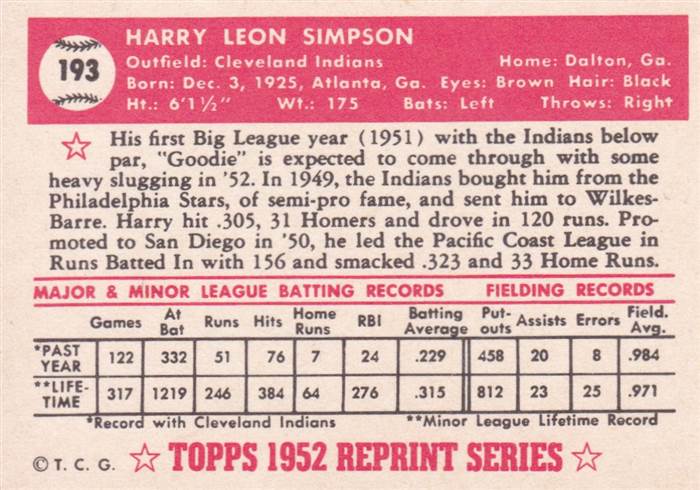 193
HARRY LEON SIMPSON
Outfield: Cleveland Indians Home: Dalton, Ga.
Born: Dec. 3, 1925, Atlanta, Ga. Eyes: Brown Hair: Black
Ht.: 6'1½" Wt.: 175 Bats: Left Throws: Right
His first Big League year (1951) with the Indians below
par, "Goodie" is expected to come through with some
heavy slugging in '52. In 1949, the Indians bought him from the
Philadelphia Stars, of semi-pro fame, and sent him to Wilkes-
Barre. Harry hit .305, 31 Homers and drove in 120 runs. Pro-
moted to San Diego in '50, he led the Pacific Coast League in
Runs Batted In with 156 and smacked .323 and 33 Home Runs.
MAJOR & MINOR LEAGUE BATTING RECORDS FIELDING RECORDS
Games At Bat Runs Hits Home Runs RBI Batting Average Put-outs Assists Errors Field. Avg.
*PAST YEAR 122 332 51 76 7 24 .229 458 20 8 .984
**LIFE-TIME 317 1219 246 384 64 276 .315 812 23 25 .971
*Record with Cleveland Indians **Minor League Lifetime Record
© T. C. G. ☆ TOPPS 1952 REPRINT SERIES ☆